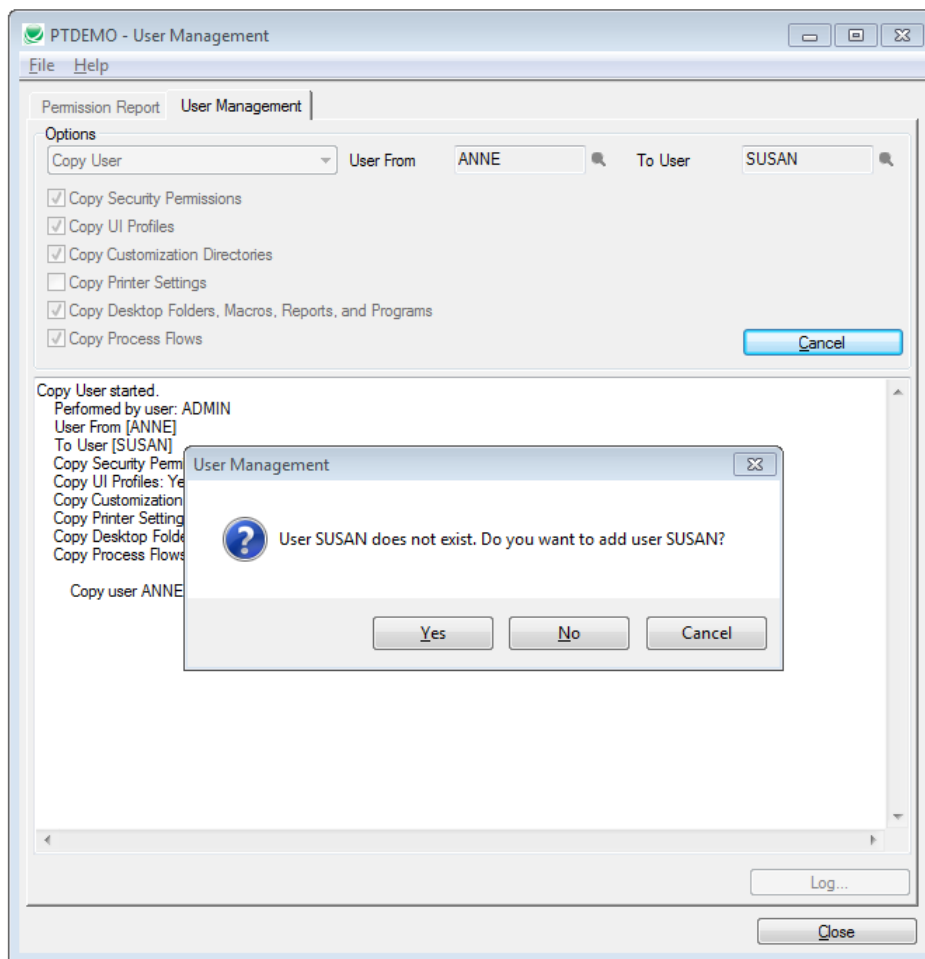 PTDEMO - User Management
File Help
Permission Report User Management
Options
Copy User User From ANNE To User SUSAN
Copy Security Permissions
Copy UI Profiles
Copy Customization Directories
Copy Printer Settings
Copy Desktop Folders, Macros, Reports, and Programs
Copy Process Flows
Cancel
Copy User started.
Performed by user: ADMIN
User From [ANNE]
To User [SUSAN]
Copy Security Perm
Copy UI Profiles: Ye
Copy Customization
Copy Printer Setting
Copy Desktop Folde
Copy Process Flows
Copy user ANNE
User Management
User SUSAN does not exist. Do you want to add user SUSAN?
Yes No Cancel
Log...
Close